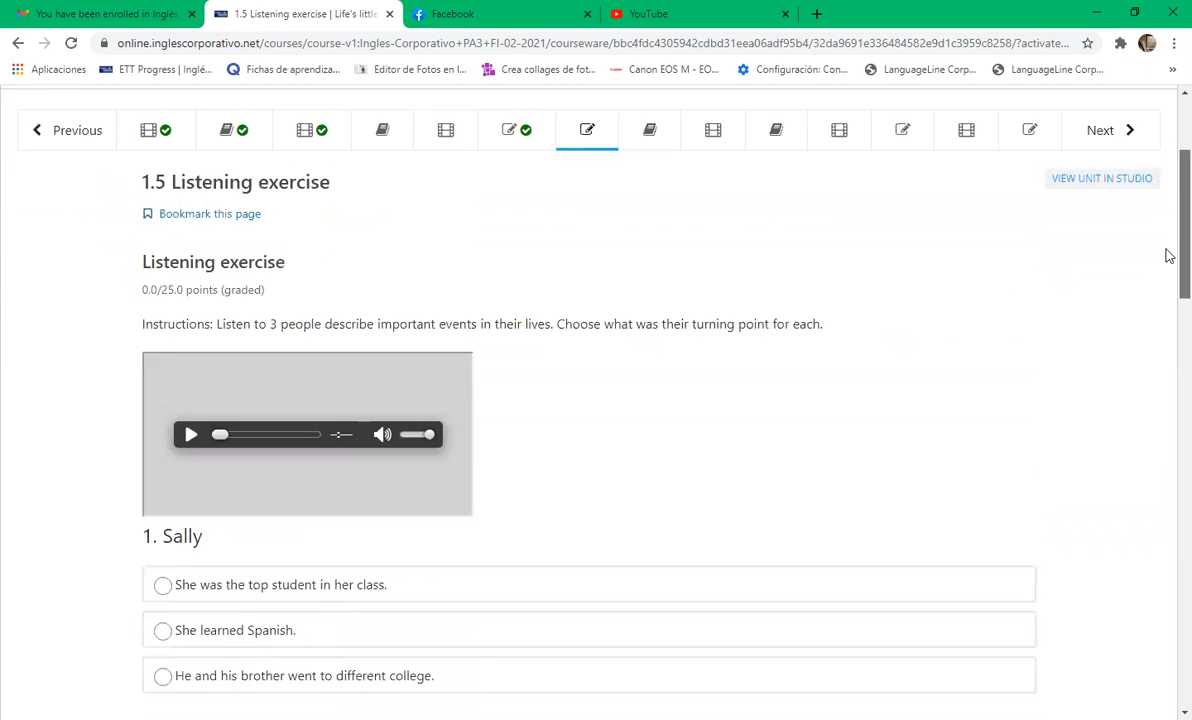 You have been enrolled in Inglés
1.5 Listening exercise | Life's little
Facebook
YouTube
online.inglescorporativo.net/courses/course-v1:Ingles-Corporativo+PA3+FI-02-2021/courseware/bbc4fdc4305942cdbd31eea06adf95b4/32da9691e336484582e9d1c3959c8258/?activate...
Aplicaciones
ETT Progress | Inglé...
Fichas de aprendiza...
Editor de Fotos en l...
Crea collages de fot...
Canon EOS M - EO...
Configuración: Con...
LanguageLine Corp...
LanguageLine Corp...
»
Previous
Next
1.5 Listening exercise
VIEW UNIT IN STUDIO
Bookmark this page
Listening exercise
0.0/25.0 points (graded)
Instructions: Listen to 3 people describe important events in their lives. Choose what was their turning point for each.
1. Sally
She was the top student in her class.
She learned Spanish.
He and his brother went to different college.